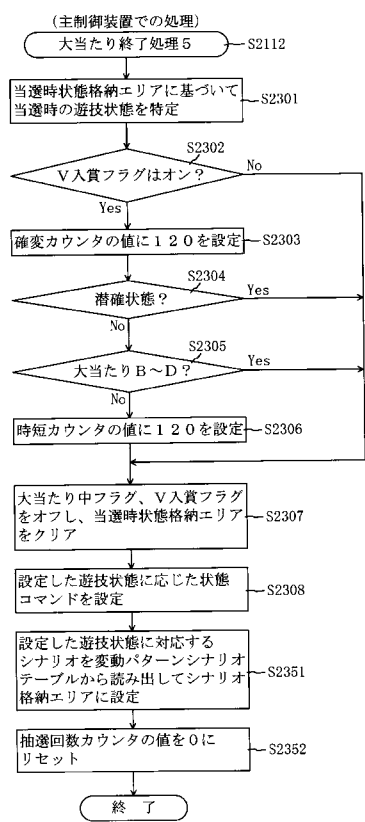 (主制御装置での処理)
大当たり終了処理5
S2112
当選時状態格納エリアに基づいて
当選時の遊技状態を特定
S2301
S2302
V入賞フラグはオン?
No
Yes
確変カウンタの値に120を設定
S2303
S2304
潜確状態?
Yes
No
S2305
大当たりB~D?
Yes
No
時短カウンタの値に120を設定
S2306
大当たり中フラグ、V入賞フラグ
をオフし、当選時状態格納エリア
をクリア
S2307
設定した遊技状態に応じた状態
コマンドを設定
S2308
設定した遊技状態に対応する
シナリオを変動パターンシナリオ
テーブルから読み出してシナリオ
格納エリアに設定
S2351
抽選回数カウンタの値を0に
リセット
S2352
終 了